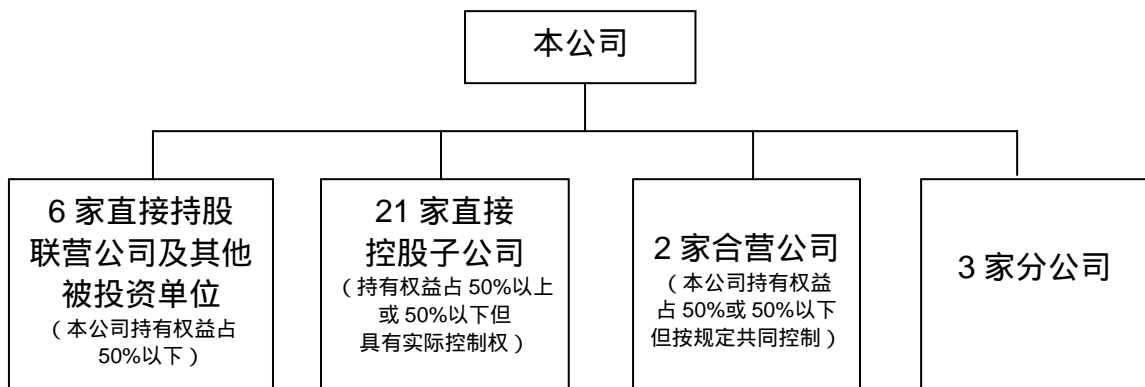 本公司
6 家直接持股
联营公司及其他
被投资单位
（本公司持有权益占
50%以下）
21 家直接
控股子公司
（持有权益占 50%以上
或 50%以下但
具有实际控制权）
2 家合营公司
（本公司持有权益
占 50%或 50%以下
但按规定共同控制）
3 家分公司